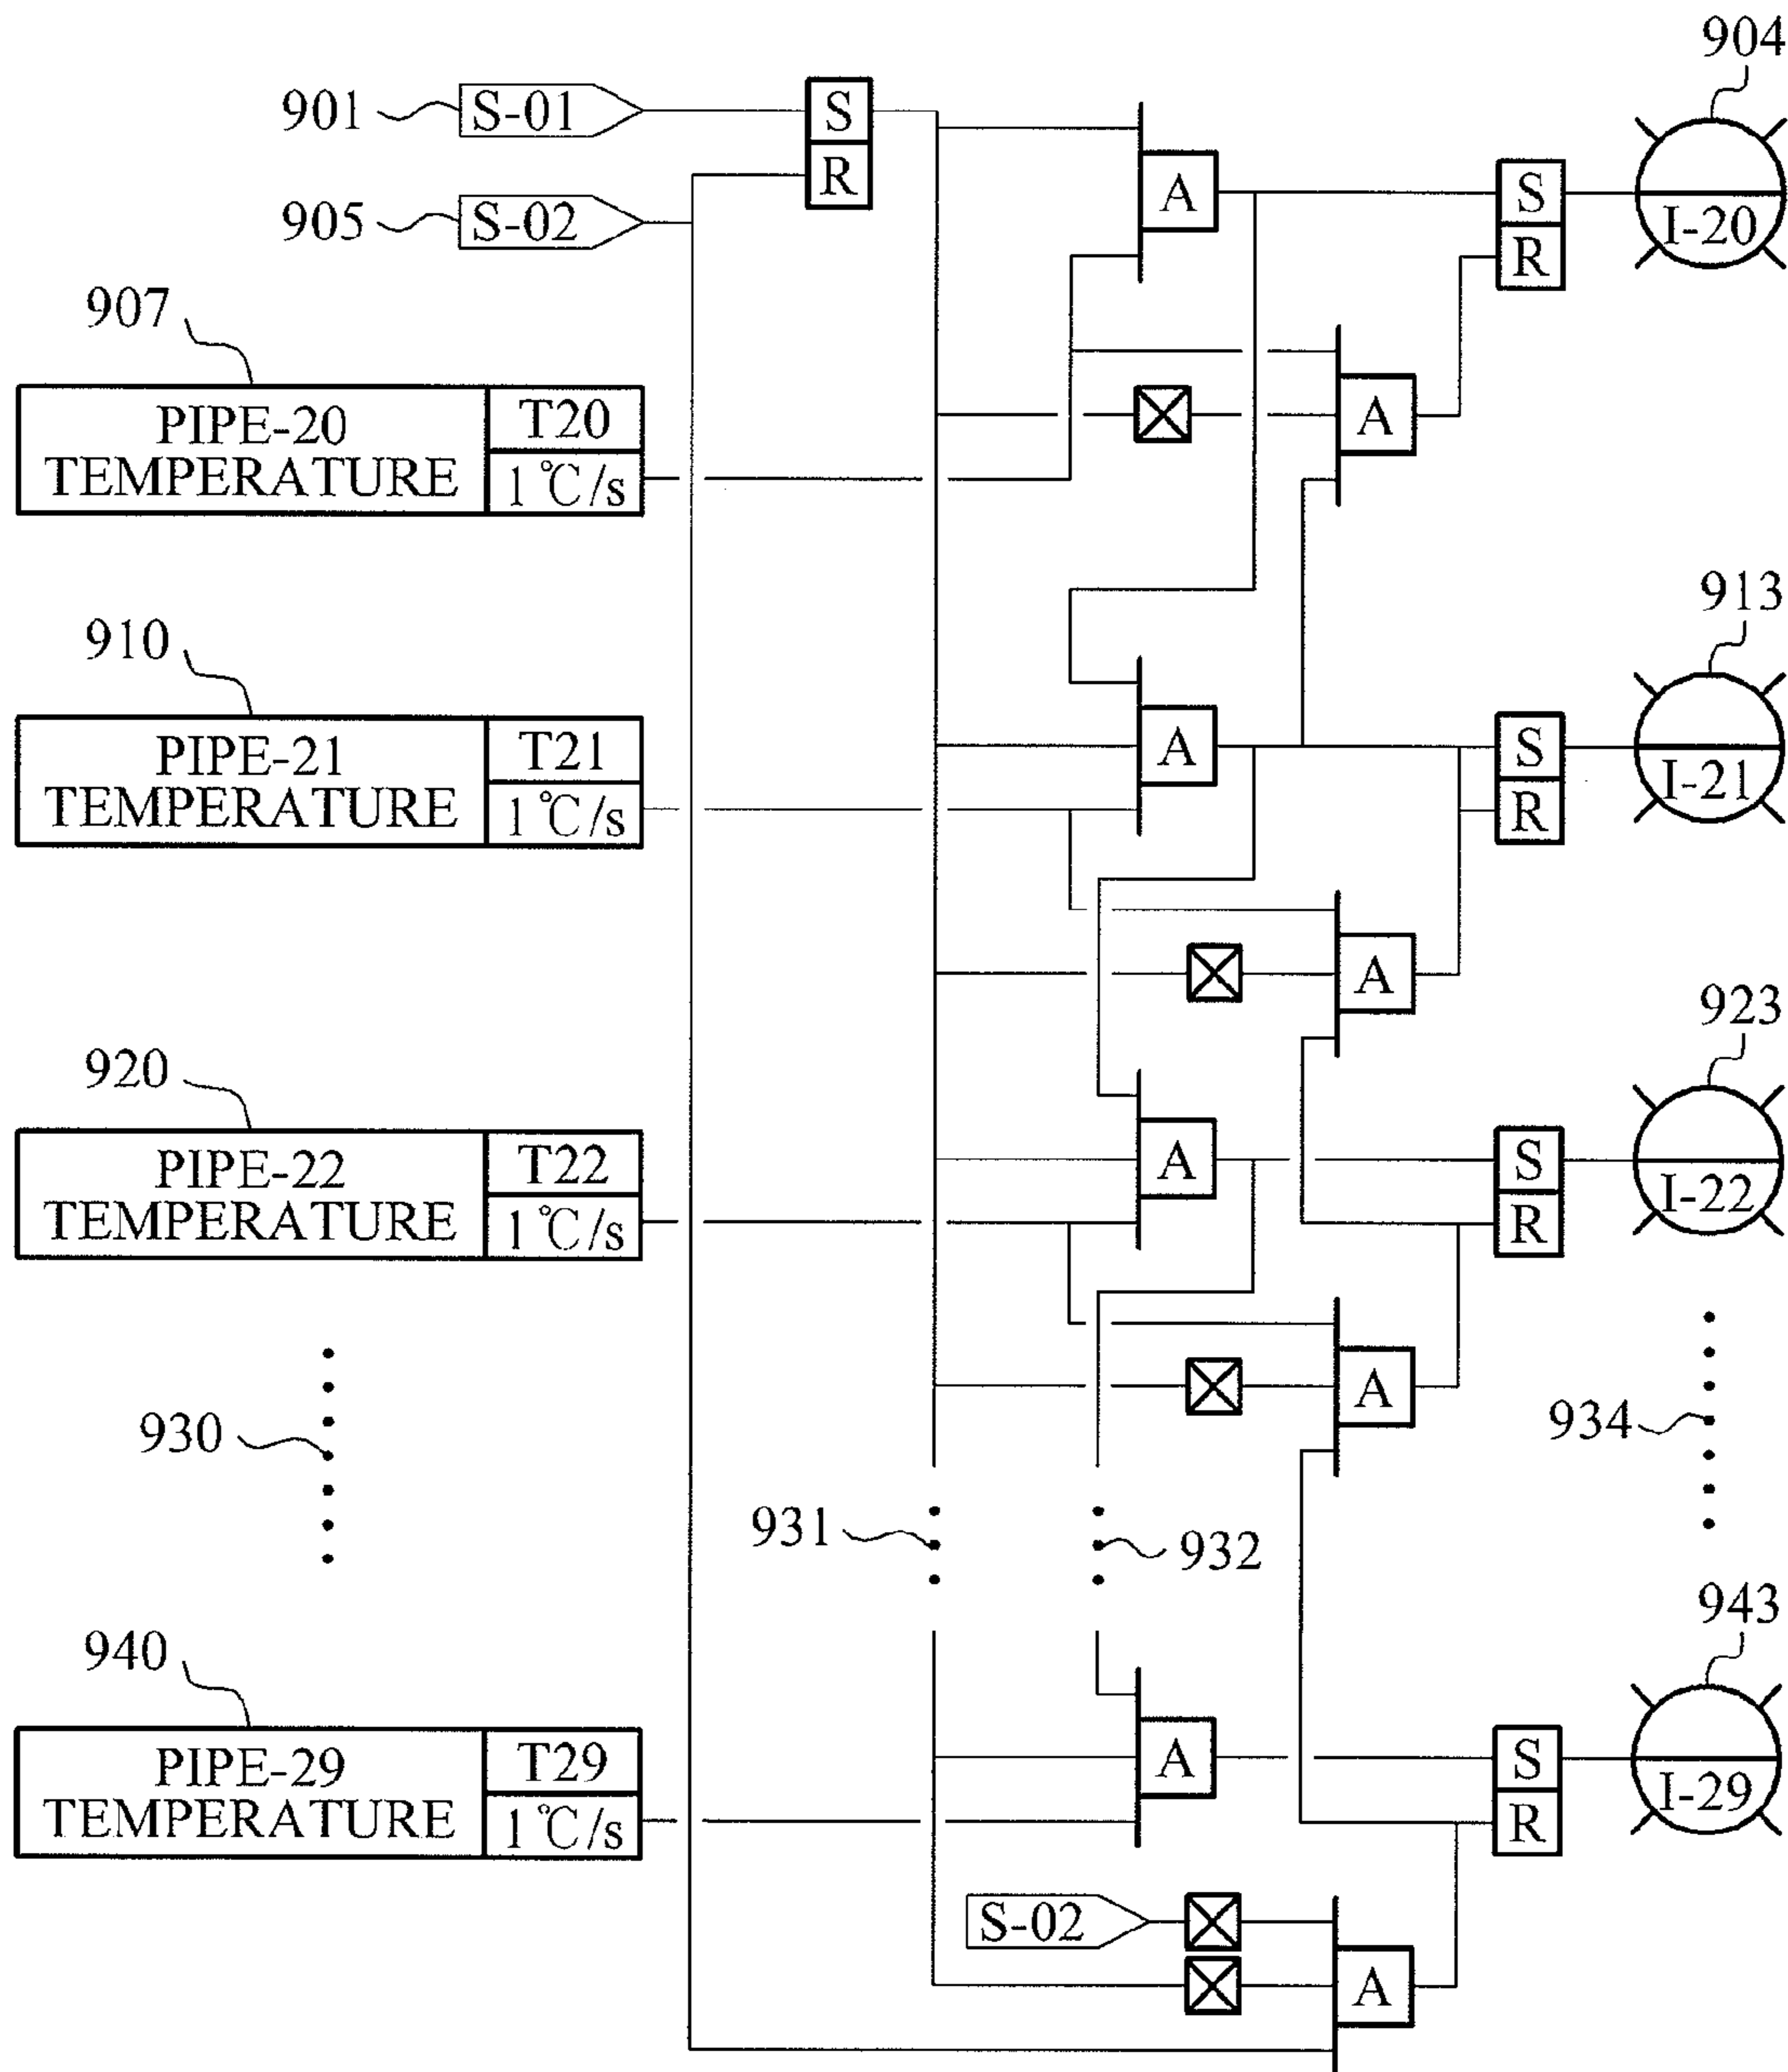 904
901
S-01
S
R
A
S
R
I-20
905
S-02
907
PIPE-20
TEMPERATURE
T20
1℃/s
A
910
PIPE-21
TEMPERATURE
T21
1℃/s
A
S
R
913
I-21
A
920
PIPE-22
TEMPERATURE
T22
1℃/s
A
S
R
923
I-22
A
930
931
932
934
940
PIPE-29
TEMPERATURE
T29
1℃/s
A
S
R
943
I-29
S-02
A